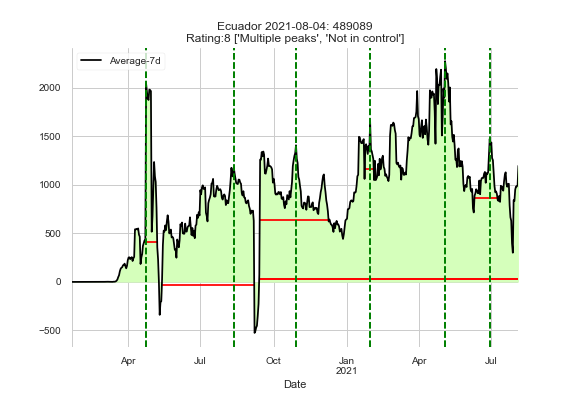 Ecuador 2021-08-04: 489089
Rating:8 ['Multiple peaks', 'Not in control']
Average-7d
2000
1500
1000
500
0
−500
Apr
Jul
Oct
Jan
2021
Apr
Jul
Date